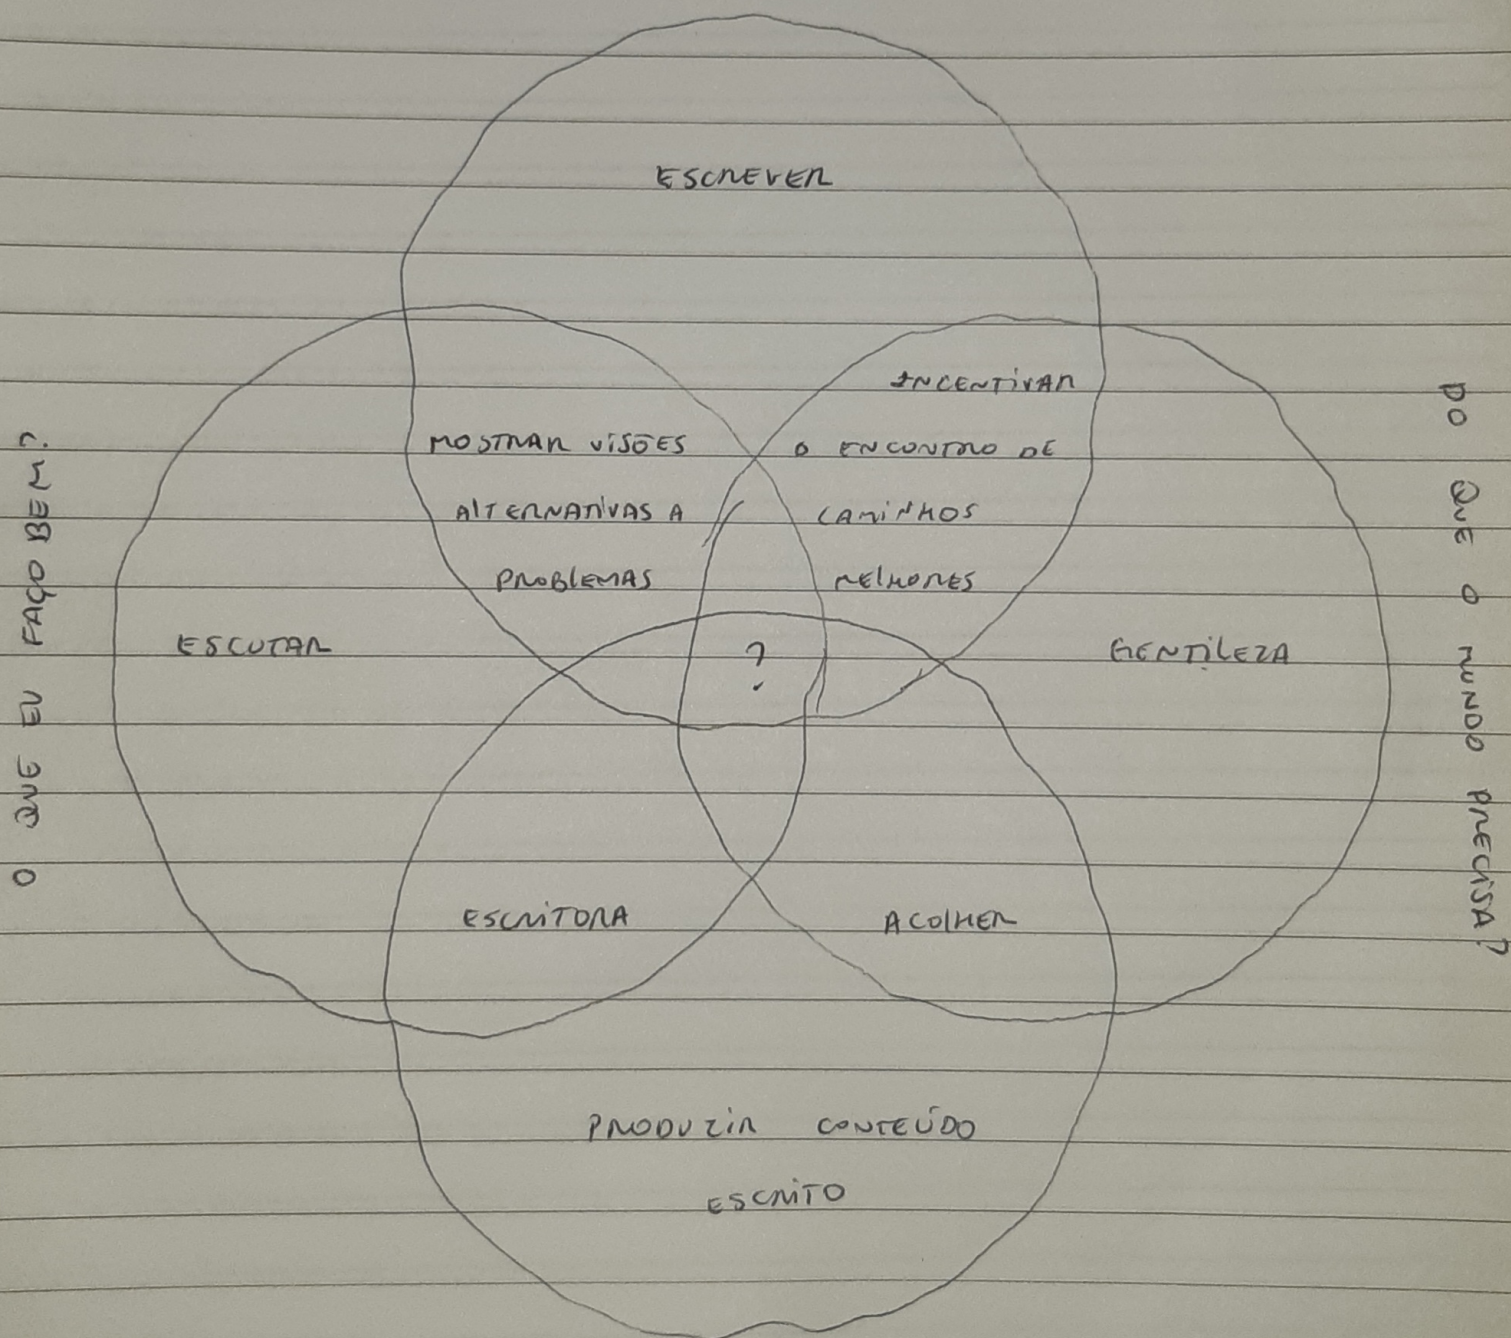 ESCREVER
INCENTIVAR
MOSTRAR VISÕES
O ENCONTRO DE
ALTERNATIVAS A
CAMINHOS
PROBLEMAS
MELHORES
O QUE EU FAÇO BEM?
DO QUE O MUNDO PRECISA?
ESCUTAR
?
GENTILEZA
ESCRITORA
ACOLHER
PRODUZIR CONTEÚDO
ESCRITO